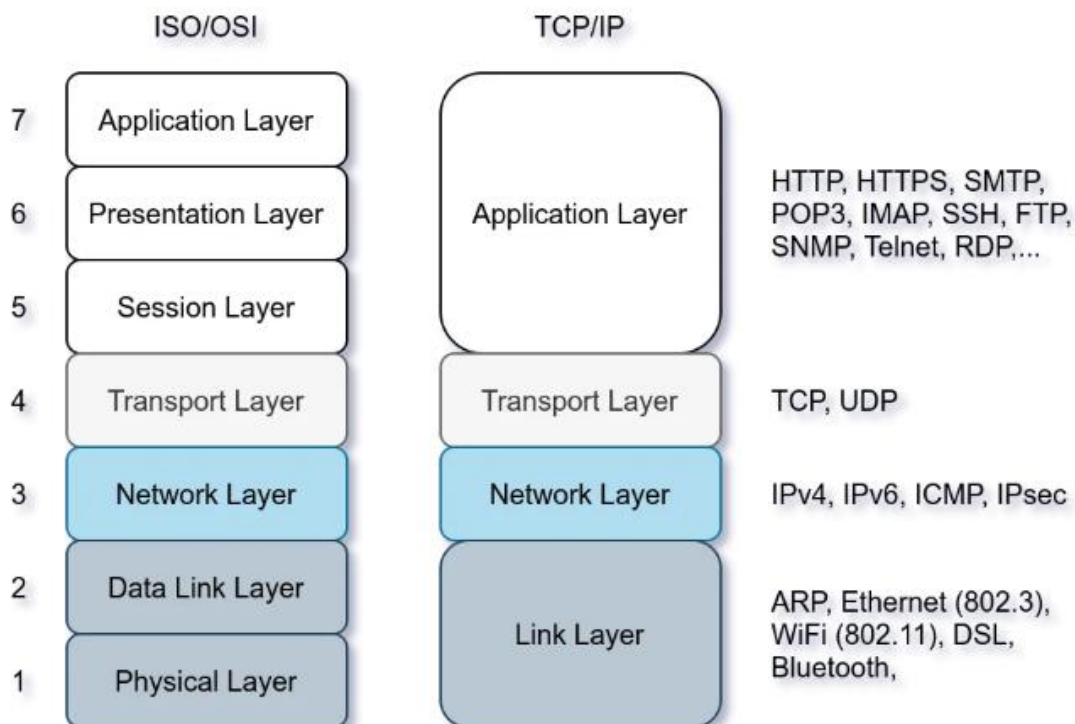 ISO/OSI TCP/IP
7 Application Layer
6 Presentation Layer Application Layer
HTTP, HTTPS, SMTP,
POP3, IMAP, SSH, FTP,
SNMP, Telnet, RDP,...
5 Session Layer
4 Transport Layer Transport Layer TCP, UDP
3 Network Layer Network Layer IPv4, IPv6, ICMP, IPsec
2 Data Link Layer
Link Layer
ARP, Ethernet (802.3),
WiFi (802.11), DSL,
Bluetooth,
1 Physical Layer